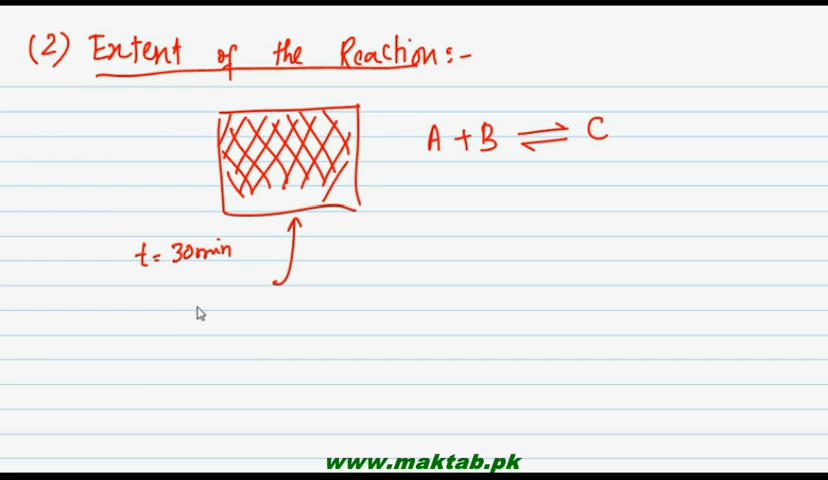 (2) Extent of the Reaction:-
A + B ⇌ C
t = 30min
www.maktab.pk